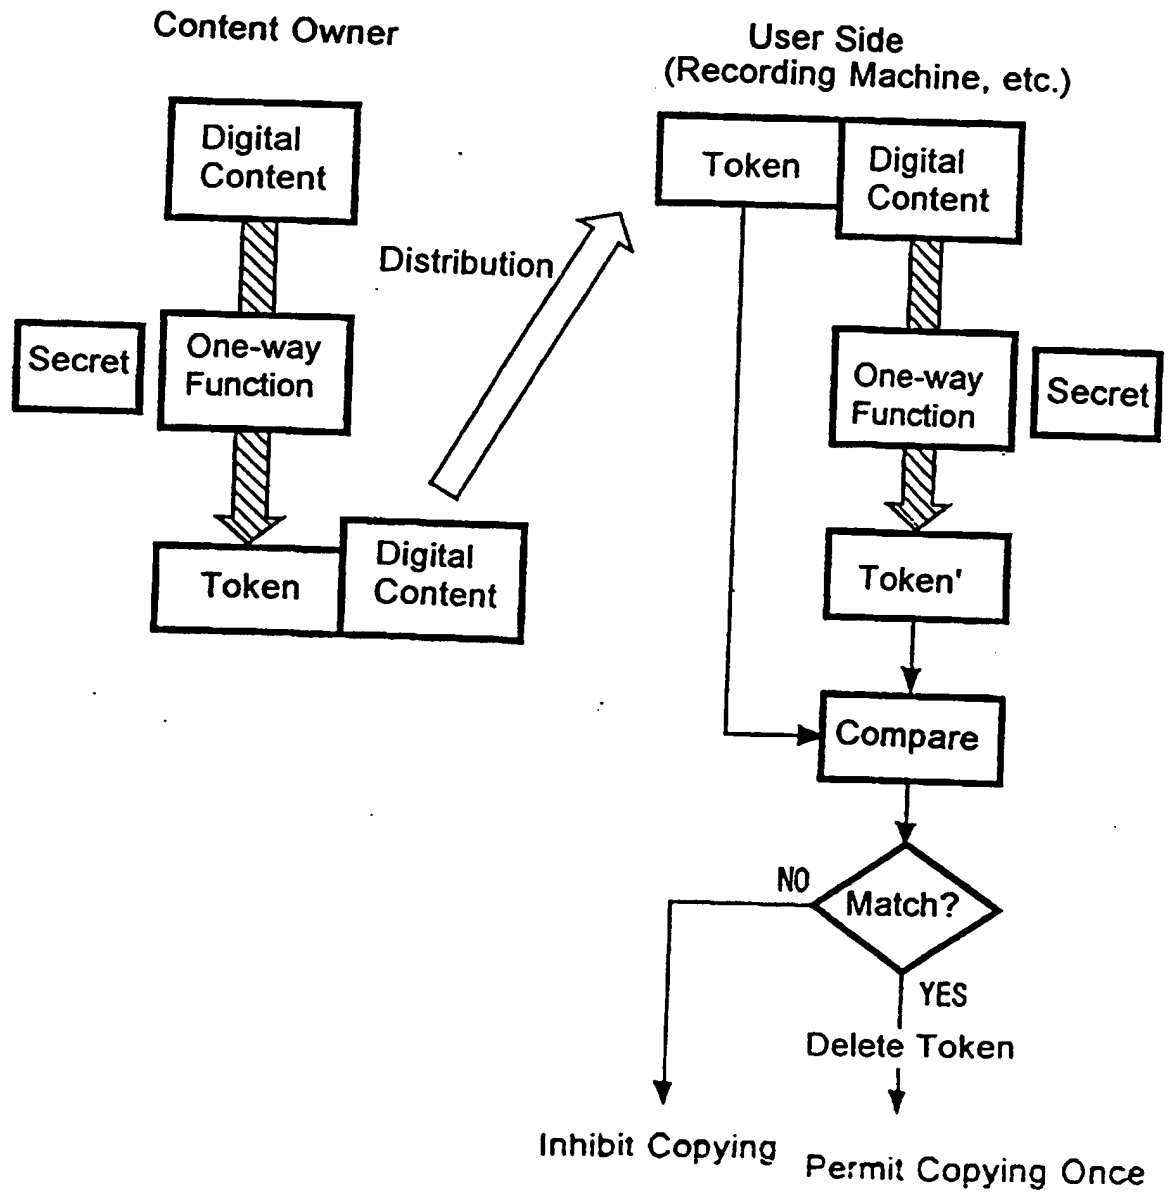 Content Owner
Digital
Content
Secret
One-way
Function
Token
Digital
Content
Distribution
User Side
(Recording Machine, etc.)
Token
Digital
Content
One-way
Function
Secret
Token'
Compare
Match?
NO
YES
Delete Token
Inhibit Copying
Permit Copying Once